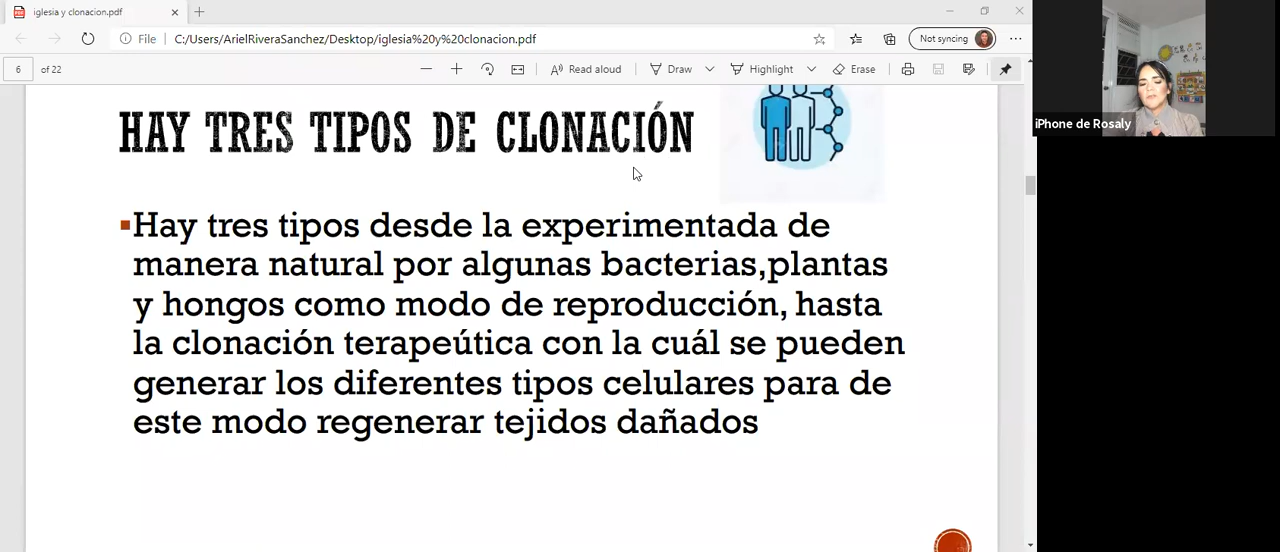 iglesia y clonacion.pdf
File C:/Users/ArielRiveraSanchez/Desktop/iglesia%20y%20clonacion.pdf Not syncing
6 of 22 Read aloud Draw Highlight Erase
HAY TRES TIPOS DE CLONACIÓN
iPhone de Rosaly
Hay tres tipos desde la experimentada de
manera natural por algunas bacterias,plantas
y hongos como modo de reproducción, hasta
la clonación terapeútica con la cuál se pueden
generar los diferentes tipos celulares para de
este modo regenerar tejidos dañados